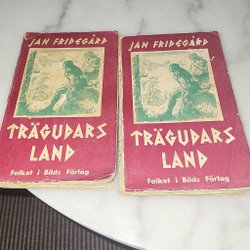 JAN FRIDEGÅRD
TRÄGUDARS
LAND
Folket i Bilds Förlag
JAN FRIDEGÅRD
TRÄGUDARS
LAND
Folket i Bilds Förlag